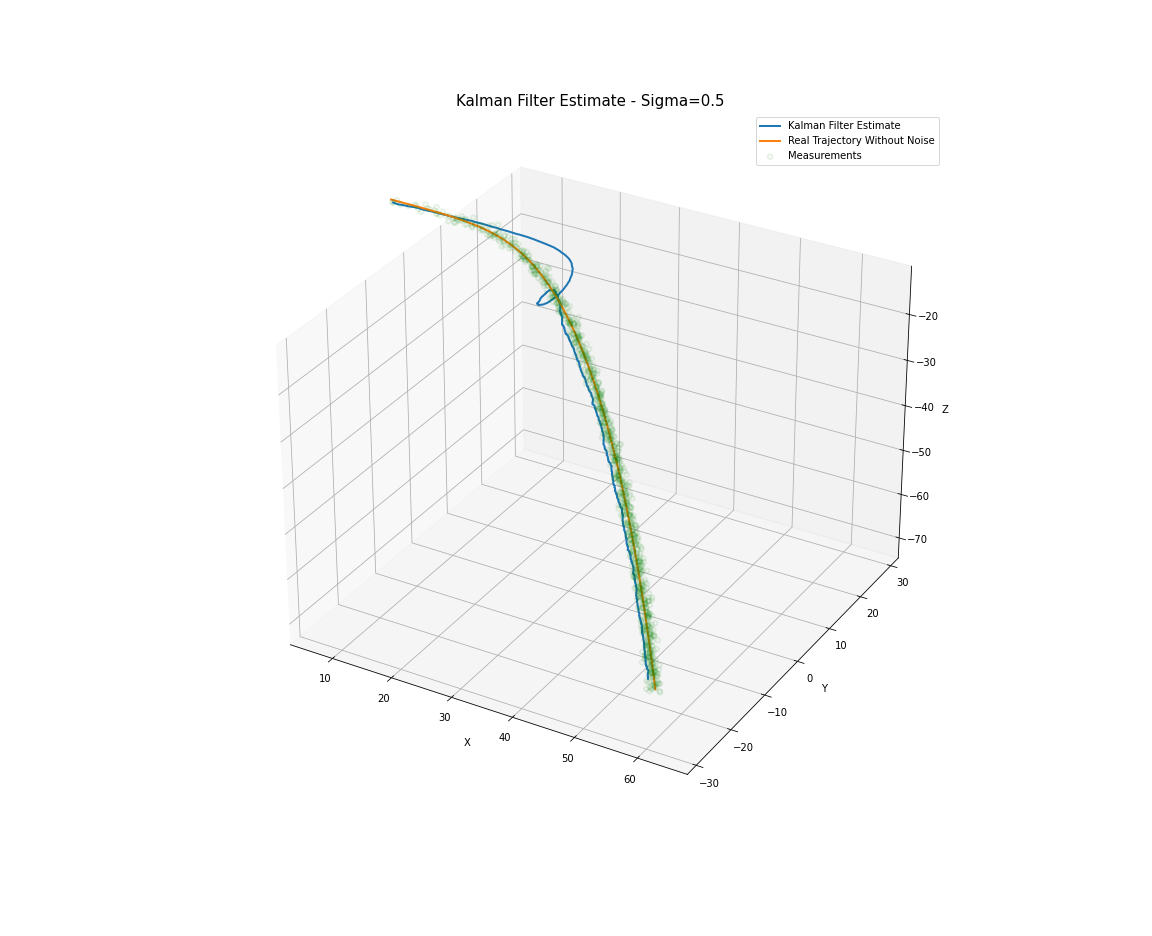 Kalman Filter Estimate - Sigma=0.5
Kalman Filter Estimate
Real Trajectory Without Noise
Measurements
−20
−30
−40
Z
−50
−60
−70
30
20
10
0
Y
−10
−20
−30
10
20
30
X
40
50
60